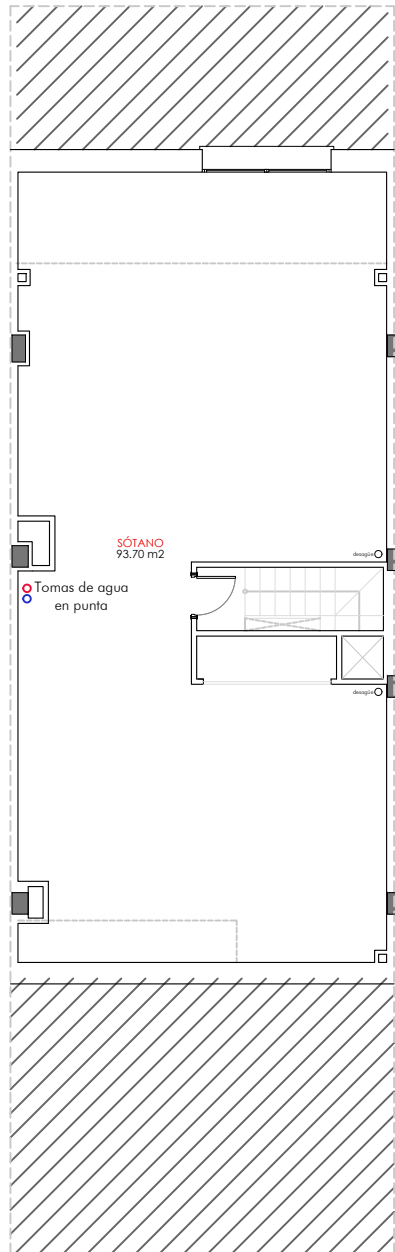 SÓTANO
93.70 m2
desagüe
Tomas de agua
en punta
desagüe